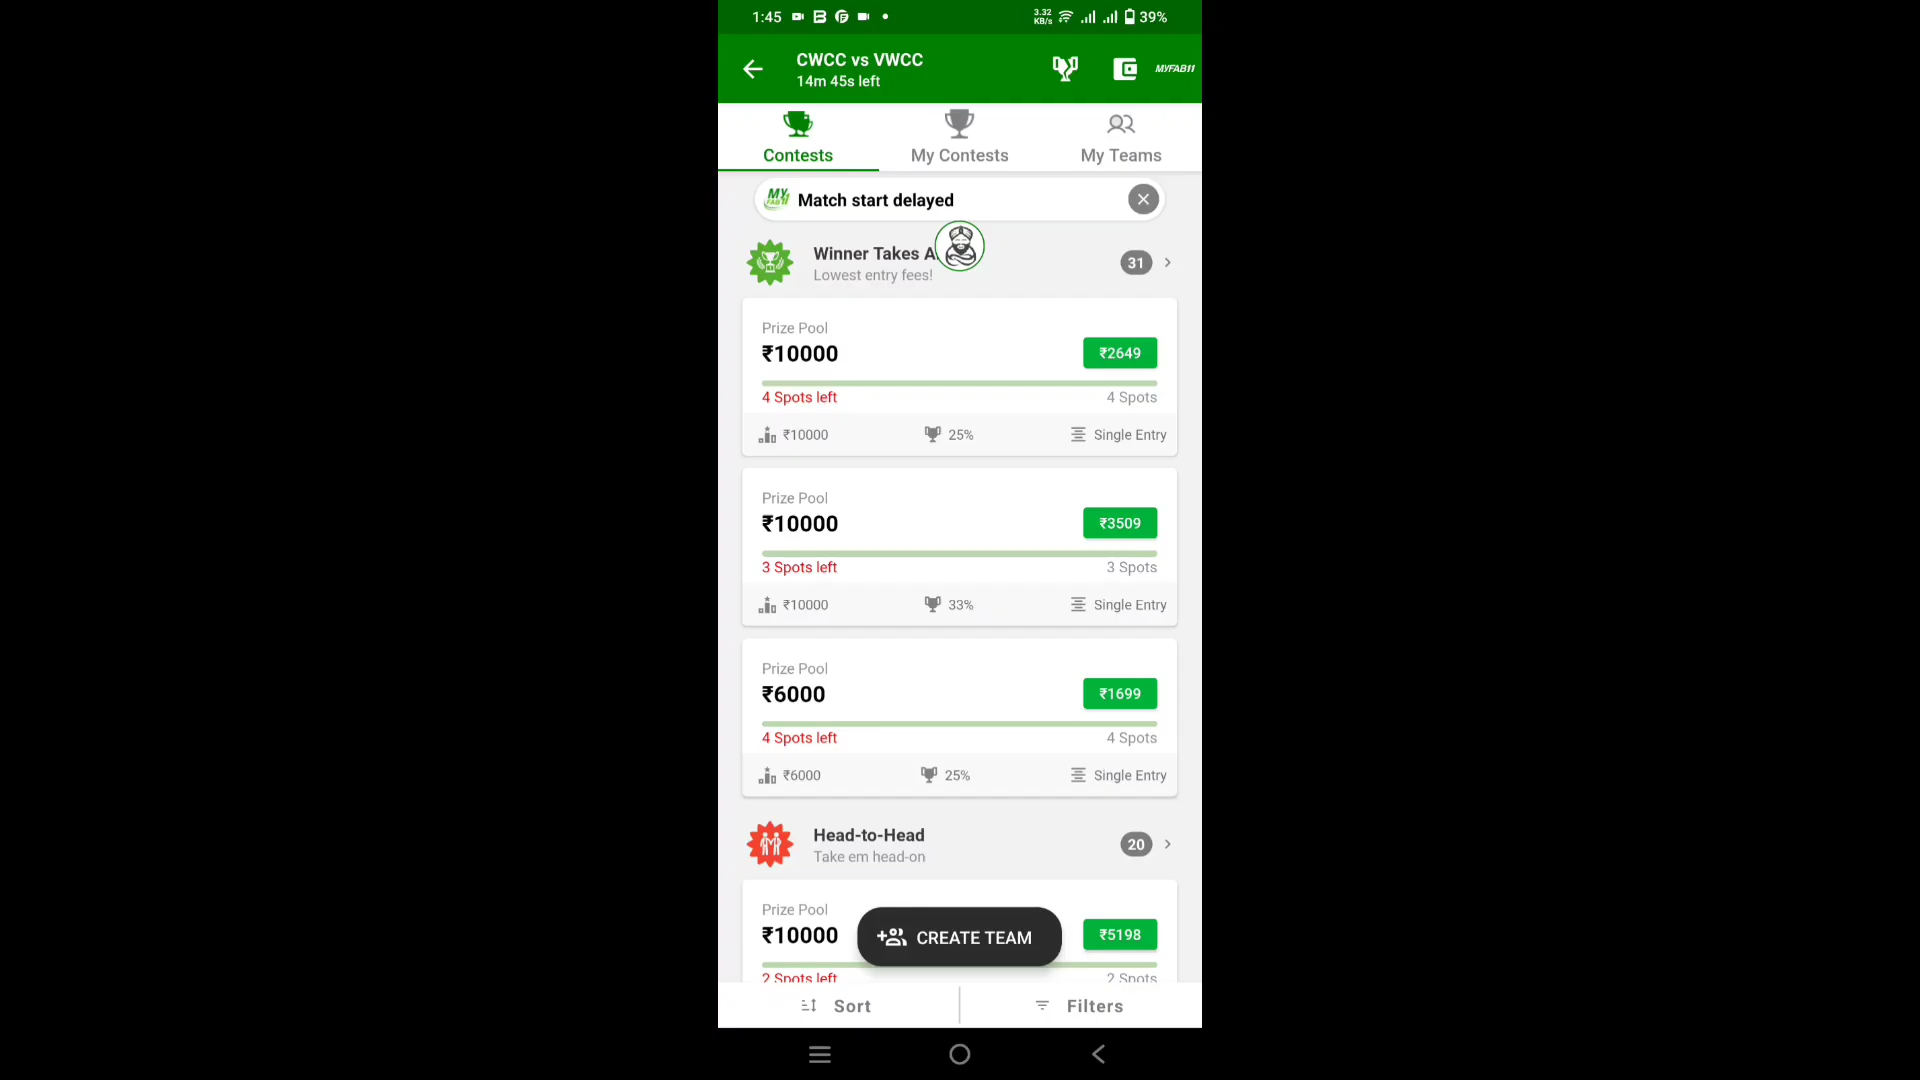 1:45 3.32 KB/s 39%
CWCC vs VWCC
14m 45s left
MYFAB11
Contests My Contests My Teams
MY FAB11 Match start delayed
Winner Takes A
Lowest entry fees!
31
Prize Pool
₹10000 ₹2649
4 Spots left 4 Spots
₹10000 25% Single Entry
Prize Pool
₹10000 ₹3509
3 Spots left 3 Spots
₹10000 33% Single Entry
Prize Pool
₹6000 ₹1699
4 Spots left 4 Spots
₹6000 25% Single Entry
Head-to-Head
Take em head-on
20
Prize Pool
₹10000 CREATE TEAM ₹5198
2 Spots left 2 Spots
Sort Filters